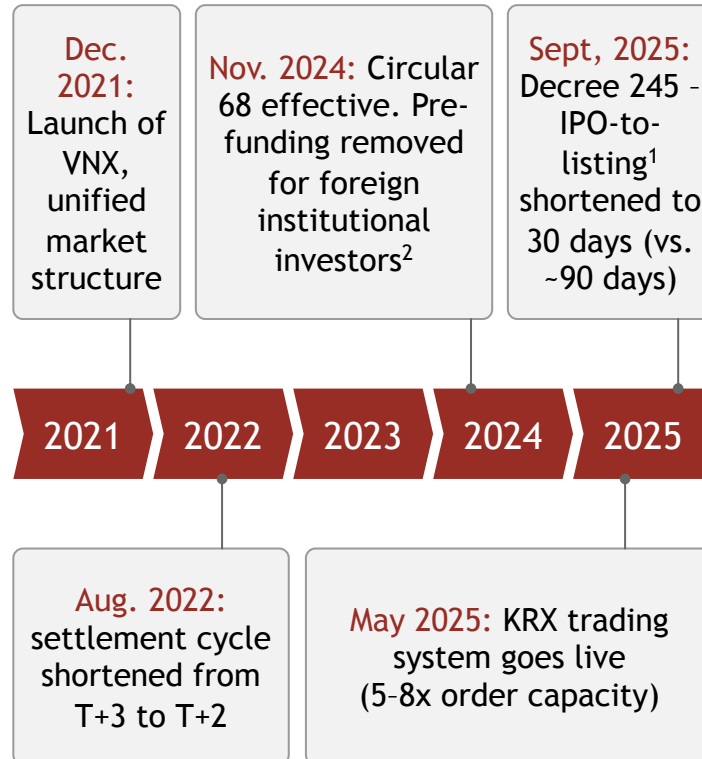 Dec.
2021:
Launch of
VNX,
unified
market
structure
Nov. 2024: Circular
68 effective. Pre-
funding removed
for foreign
institutional
investors²
Sept, 2025:
Decree 245 –
IPO-to-
listing¹
shortened to
30 days (vs.
~90 days)
2021
2022
2023
2024
2025
Aug. 2022:
settlement cycle
shortened from
T+3 to T+2
May 2025: KRX trading
system goes live
(5–8x order capacity)